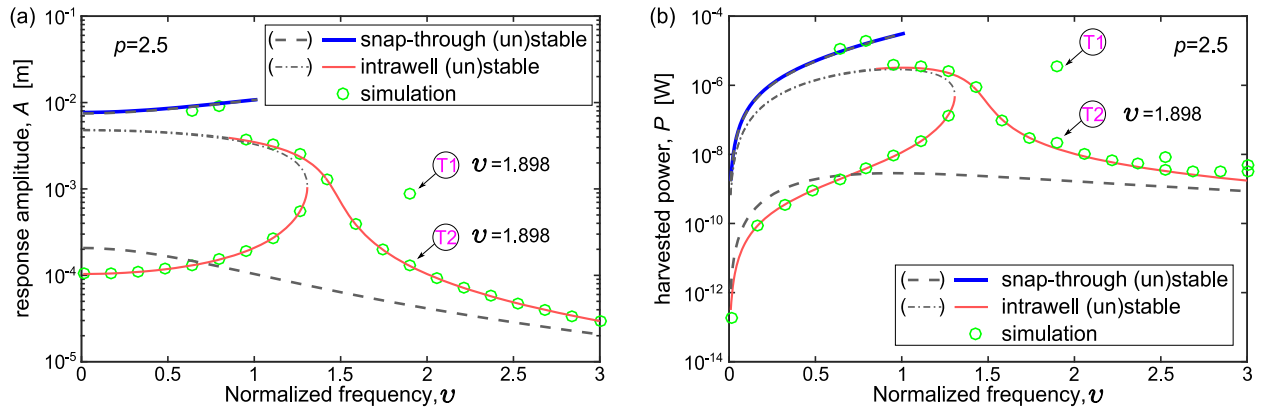 (a)
response amplitude, A [m]
10⁻¹
10⁻²
10⁻³
10⁻⁴
10⁻⁵
p=2.5
( ) snap-through (un)stable
( ) intrawell (un)stable
simulation
T1 υ=1.898
T2 υ=1.898
0 0.5 1 1.5 2 2.5 3
Normalized frequency, υ
(b)
harvested power, P [W]
10⁻²
10⁻⁴
10⁻⁶
10⁻⁸
10⁻¹⁰
10⁻¹²
10⁻¹⁴
T1
p=2.5
T2 υ=1.898
( ) snap-through (un)stable
( ) intrawell (un)stable
simulation
0 0.5 1 1.5 2 2.5 3
Normalized frequency, υ